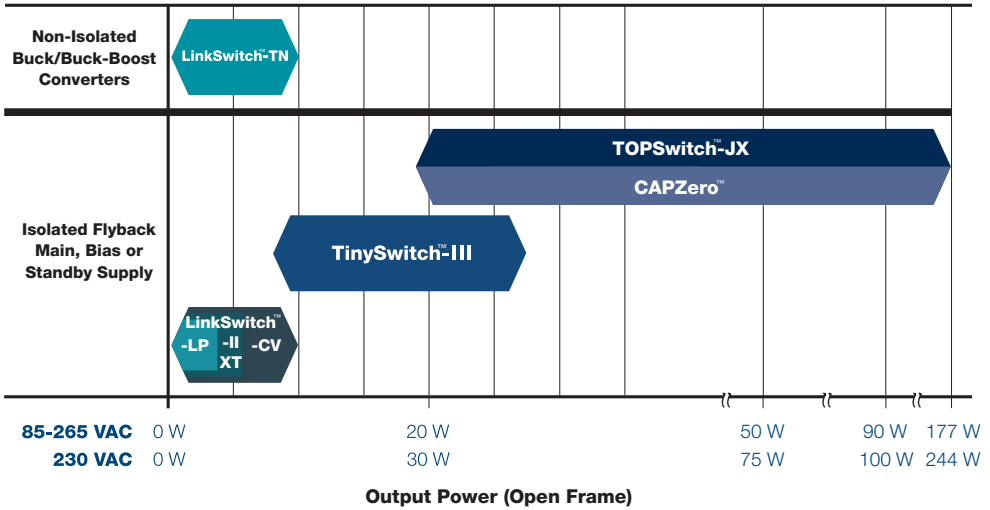 Non-Isolated
Buck/Buck-Boost
Converters
LinkSwitch™-TN
TOPSwitch™-JX
CAPZero™
Isolated Flyback
Main, Bias or
Standby Supply
TinySwitch™-III
LinkSwitch™
-LP -II -CV
XT
85-265 VAC 0 W 20 W 50 W 90 W 177 W
230 VAC 0 W 30 W 75 W 100 W 244 W
Output Power (Open Frame)